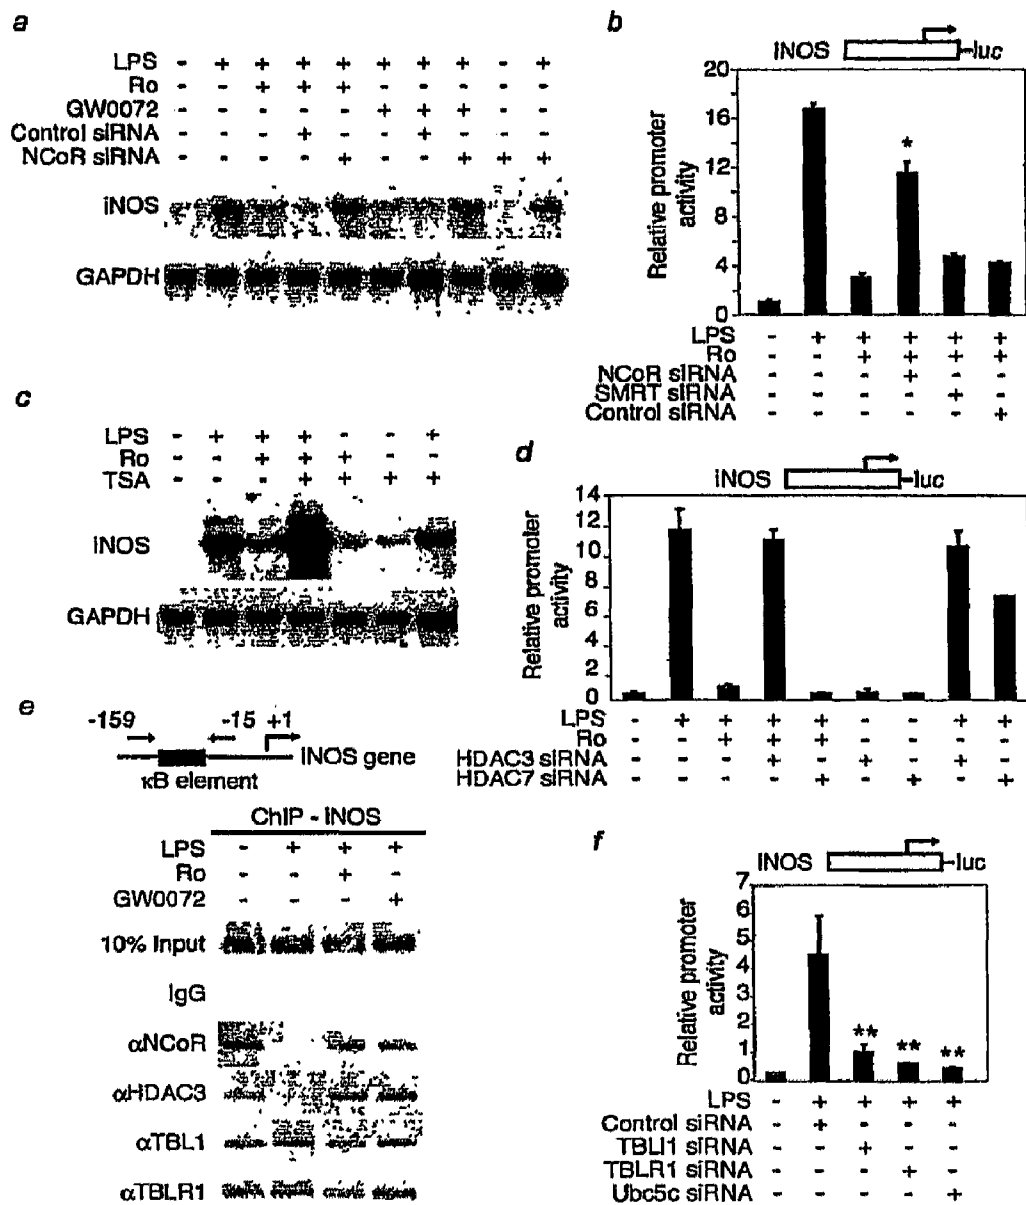 a
LPS - + + + + + + + - +
Ro - - + + + - - - - -
GW0072 - - - - - + + + - -
Control siRNA - - - + - - + - - -
NCoR siRNA - - - - + - - + + +
iNOS
GAPDH
b
iNOS luc
Relative promoter activity
20
16
12
8
4
0
*
LPS - + + + + +
Ro - - + + + +
NCoR siRNA - - - + - -
SMRT siRNA - - - - + -
Control siRNA - - - - - +
c
LPS - + + + - - +
Ro - - + + + - -
TSA - - - + + + +
iNOS
GAPDH
d
iNOS luc
Relative promoter activity
14
12
10
8
6
4
2
0
LPS - + + + + - - + +
Ro - - + + + - - - -
HDAC3 siRNA - - - + - + - + -
HDAC7 siRNA - - - - + - + - +
e
-159 -15 +1
iNOS gene
κB element
ChIP - iNOS
LPS - + + +
Ro - - + -
GW0072 - - - +
10% Input
IgG
αNCoR
αHDAC3
αTBL1
αTBLR1
f
iNOS luc
Relative promoter activity
7
6
5
4
3
2
1
0
** ** **
LPS - + + + +
Control siRNA - + - - -
TBLI1 siRNA - - + - -
TBLR1 siRNA - - - + -
Ubc5c siRNA - - - - +